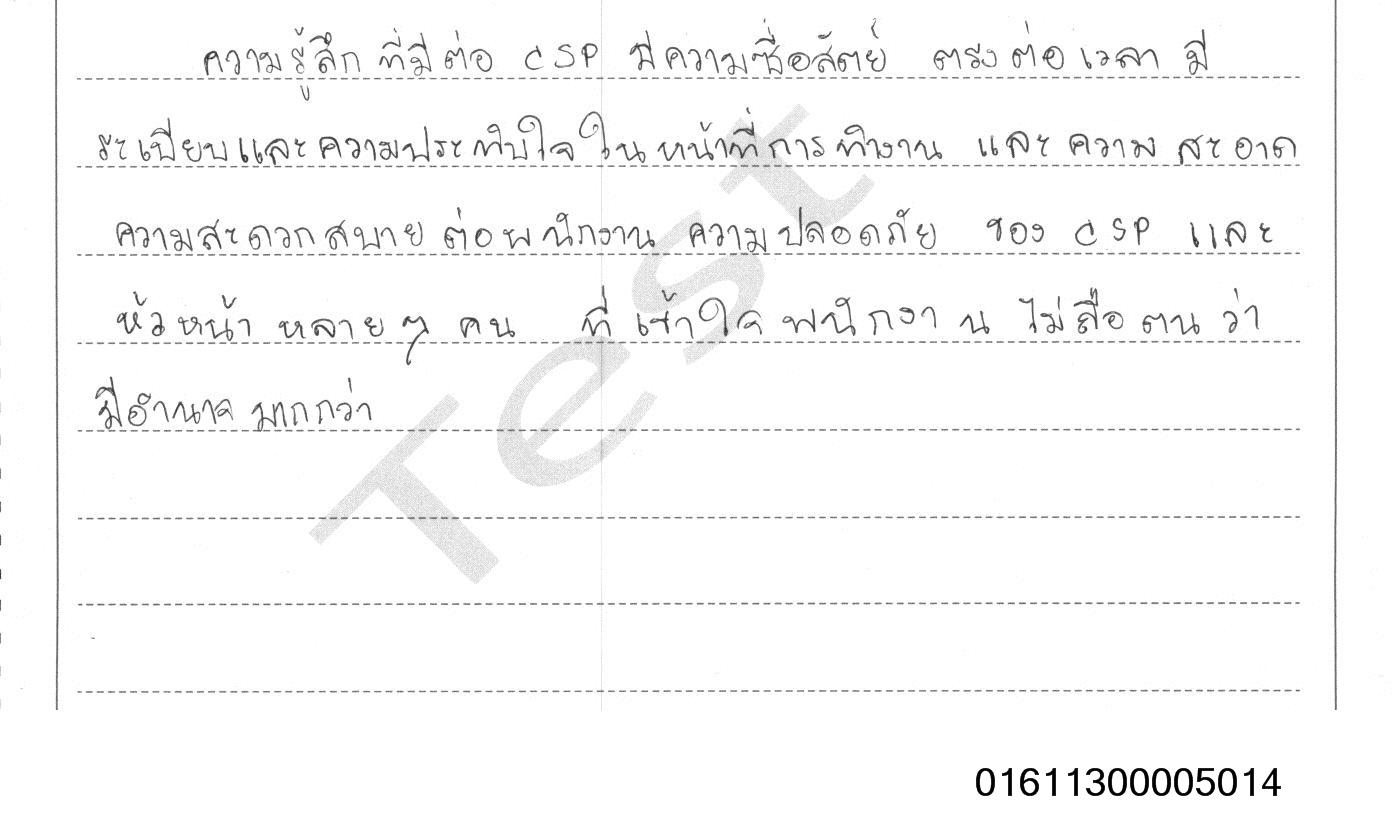 ความรู้สึก ที่มีต่อ CSP มีความซื่อสัตย์ ตรงต่อเวลา มี
ระเบียบและความประทับใจในหน้าที่การทำงาน และความสะอาด
ความสะดวกสบายต่อพนักงาน ความปลอดภัย ของ CSP และ
หัวหน้าหลายๆ คน ที่เข้าใจพนักงาน ไม่ถือตนว่า
มีอำนาจมากกว่า
Test
01611300005014